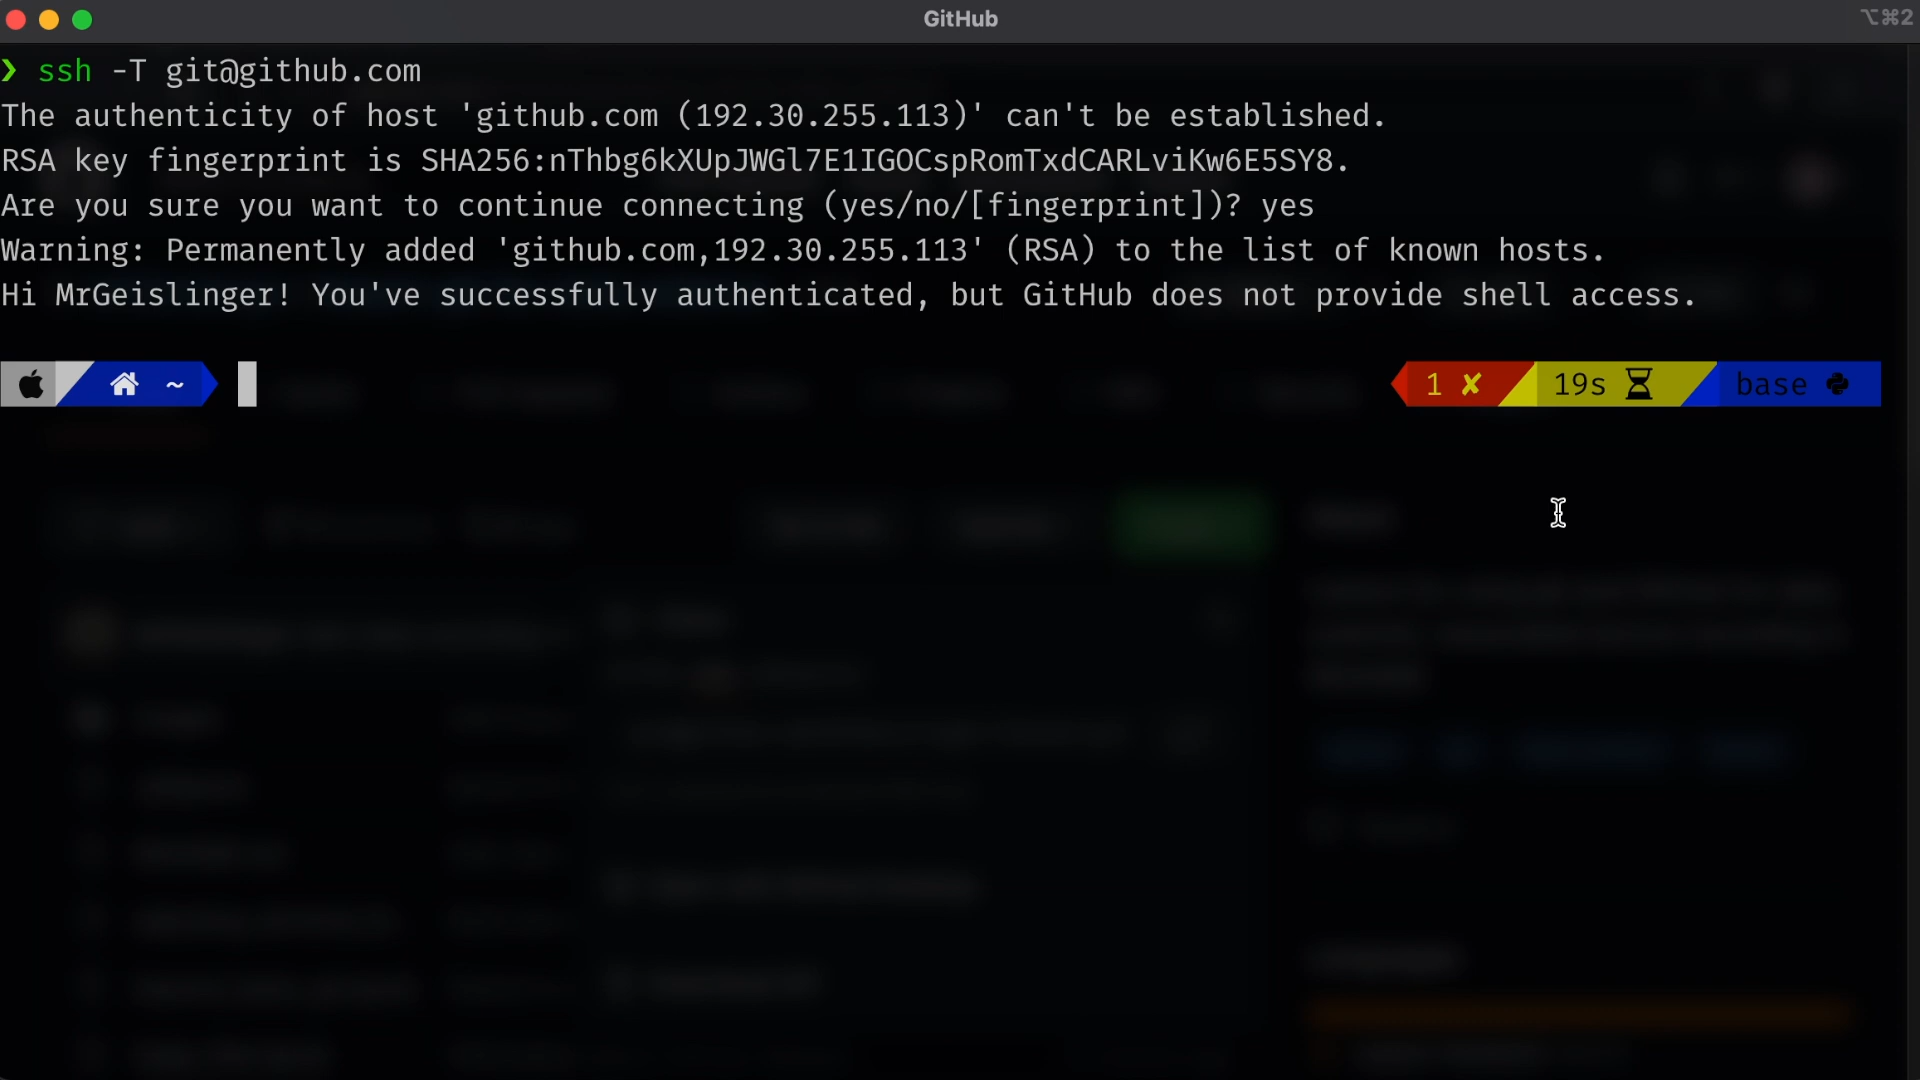 GitHub
⌥⌘2
❯ ssh -T git@github.com
The authenticity of host 'github.com (192.30.255.113)' can't be established.
RSA key fingerprint is SHA256:nThbg6kXUpJWGl7E1IGOCspRomTxdCARLviKw6E5SY8.
Are you sure you want to continue connecting (yes/no/[fingerprint])? yes
Warning: Permanently added 'github.com,192.30.255.113' (RSA) to the list of known hosts.
Hi MrGeislinger! You've successfully authenticated, but GitHub does not provide shell access.
~ 1 ✘ 19s base